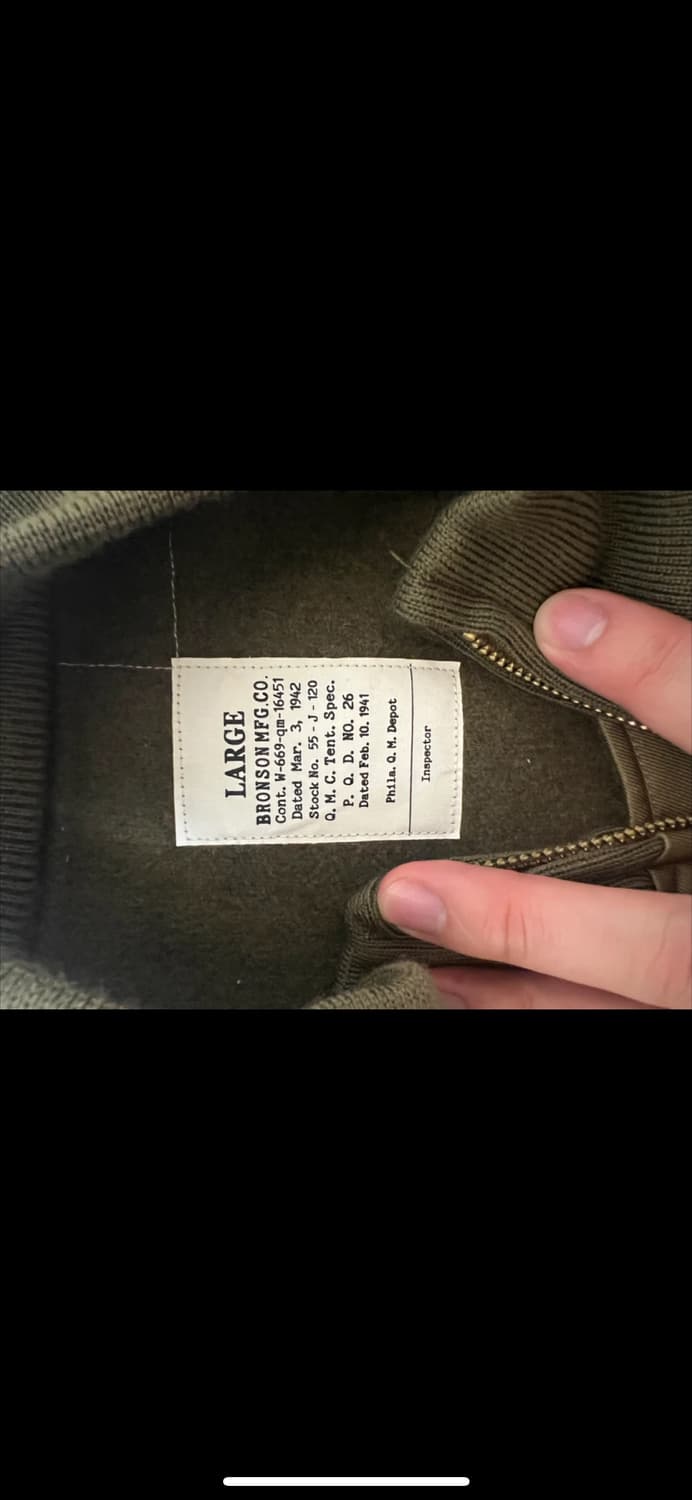 LARGE
BRONSON MFG.CO.
Cont. W-669-qm-16451
Dated Mar. 3, 1942
Stock No. 55 - J - 120
Q. M. C. Tent. Spec.
P. Q. D. NO. 26
Dated Feb. 10. 1941
Phila. Q. M. Depot
Inspector